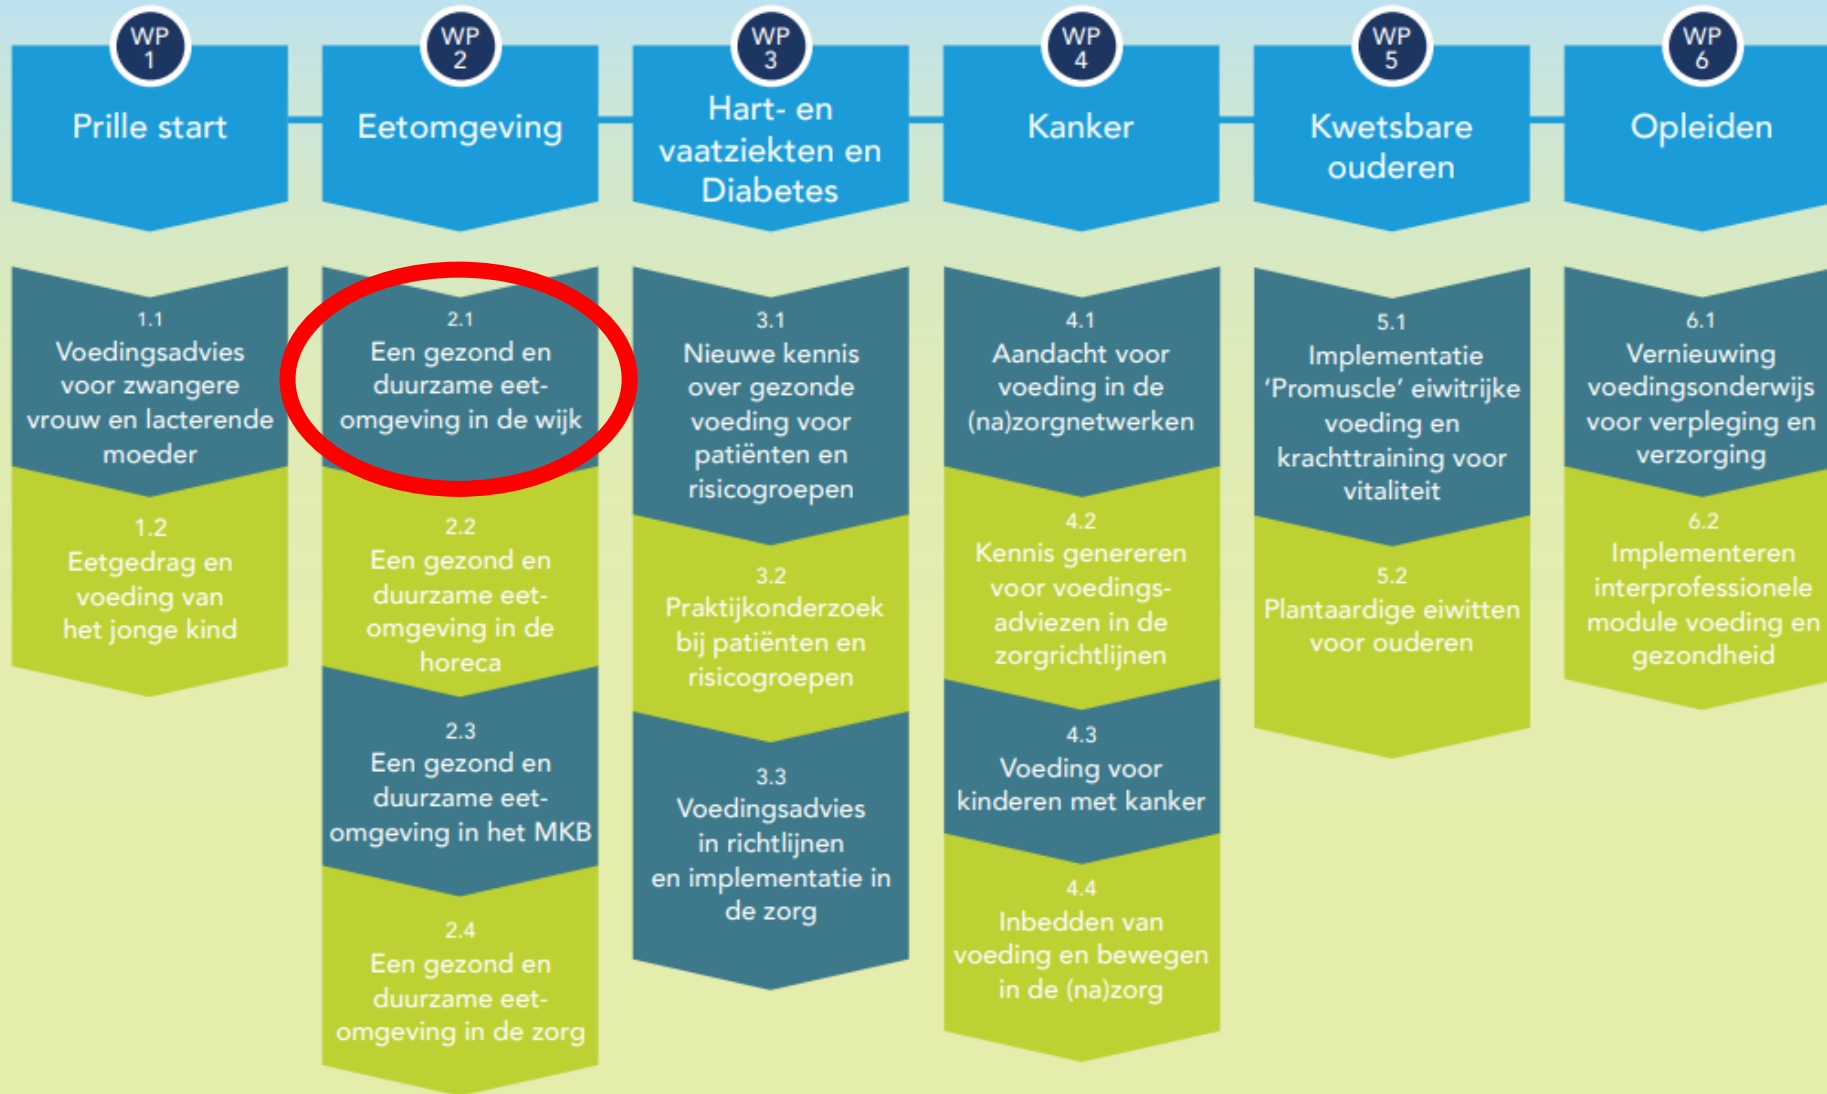 WP
1
Prille start
1.1
Voedingsadvies
voor zwangere
vrouw en lacterende
moeder
1.2
Eetgedrag en
voeding van
het jonge kind
WP
2
Eetomgeving
2.1
Een gezond en
duurzame eet-
omgeving in de wijk
2.2
Een gezond en
duurzame eet-
omgeving in de
horeca
2.3
Een gezond en
duurzame eet-
omgeving in het MKB
2.4
Een gezond en
duurzame eet-
omgeving in de zorg
WP
3
Hart- en
vaatziekten en
Diabetes
3.1
Nieuwe kennis
over gezonde
voeding voor
patiënten en
risicogroepen
3.2
Praktijkonderzoek
bij patiënten en
risicogroepen
3.3
Voedingsadvies
in richtlijnen
en implementatie in
de zorg
WP
4
Kanker
4.1
Aandacht voor
voeding in de
(na)zorgnetwerken
4.2
Kennis genereren
voor voedings-
adviezen in de
zorgrichtlijnen
4.3
Voeding voor
kinderen met kanker
4.4
Inbedden van
voeding en bewegen
in de (na)zorg
WP
5
Kwetsbare
ouderen
5.1
Implementatie
‘Promuscle’ eiwitrijke
voeding en
krachttraining voor
vitaliteit
5.2
Plantaardige eiwitten
voor ouderen
WP
6
Opleiden
6.1
Vernieuwing
voedingsonderwijs
voor verpleging en
verzorging
6.2
Implementeren
interprofessionele
module voeding en
gezondheid